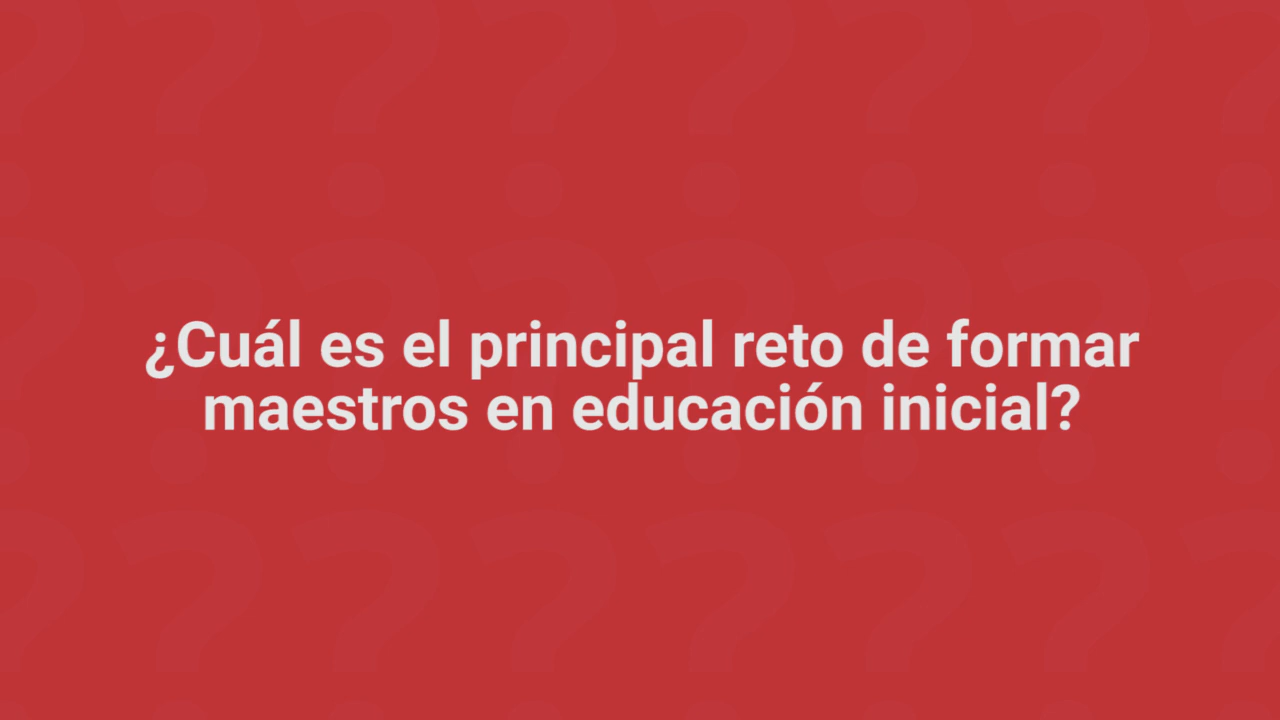 ¿Cuál es el principal reto de formar
maestros en educación inicial?